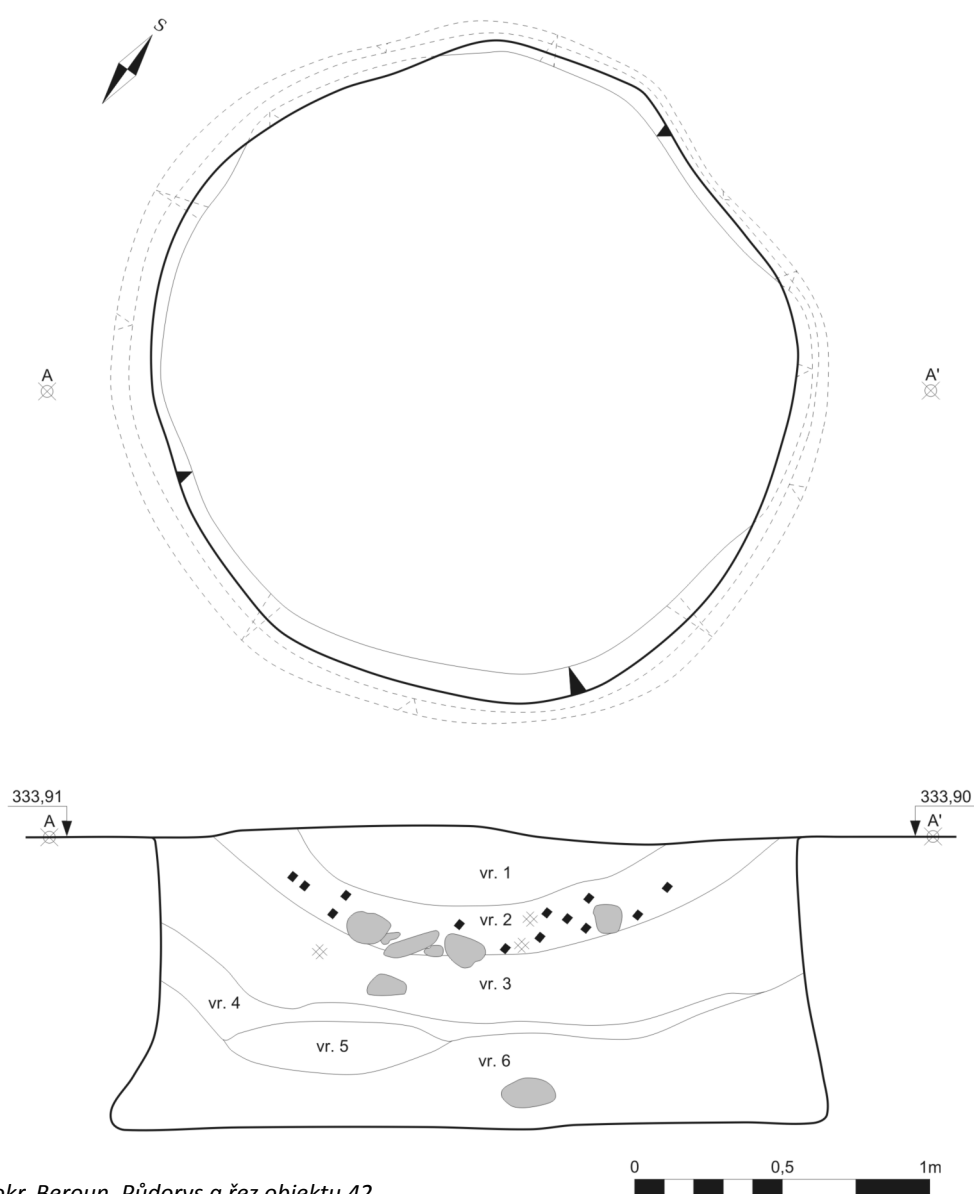 S
A A'
333,91 333,90
A A'
vr. 1
vr. 2
vr. 3
vr. 4
vr. 5
vr. 6
0 0,5 1m
okr. Beroun. Půdorys a řez objektu 42